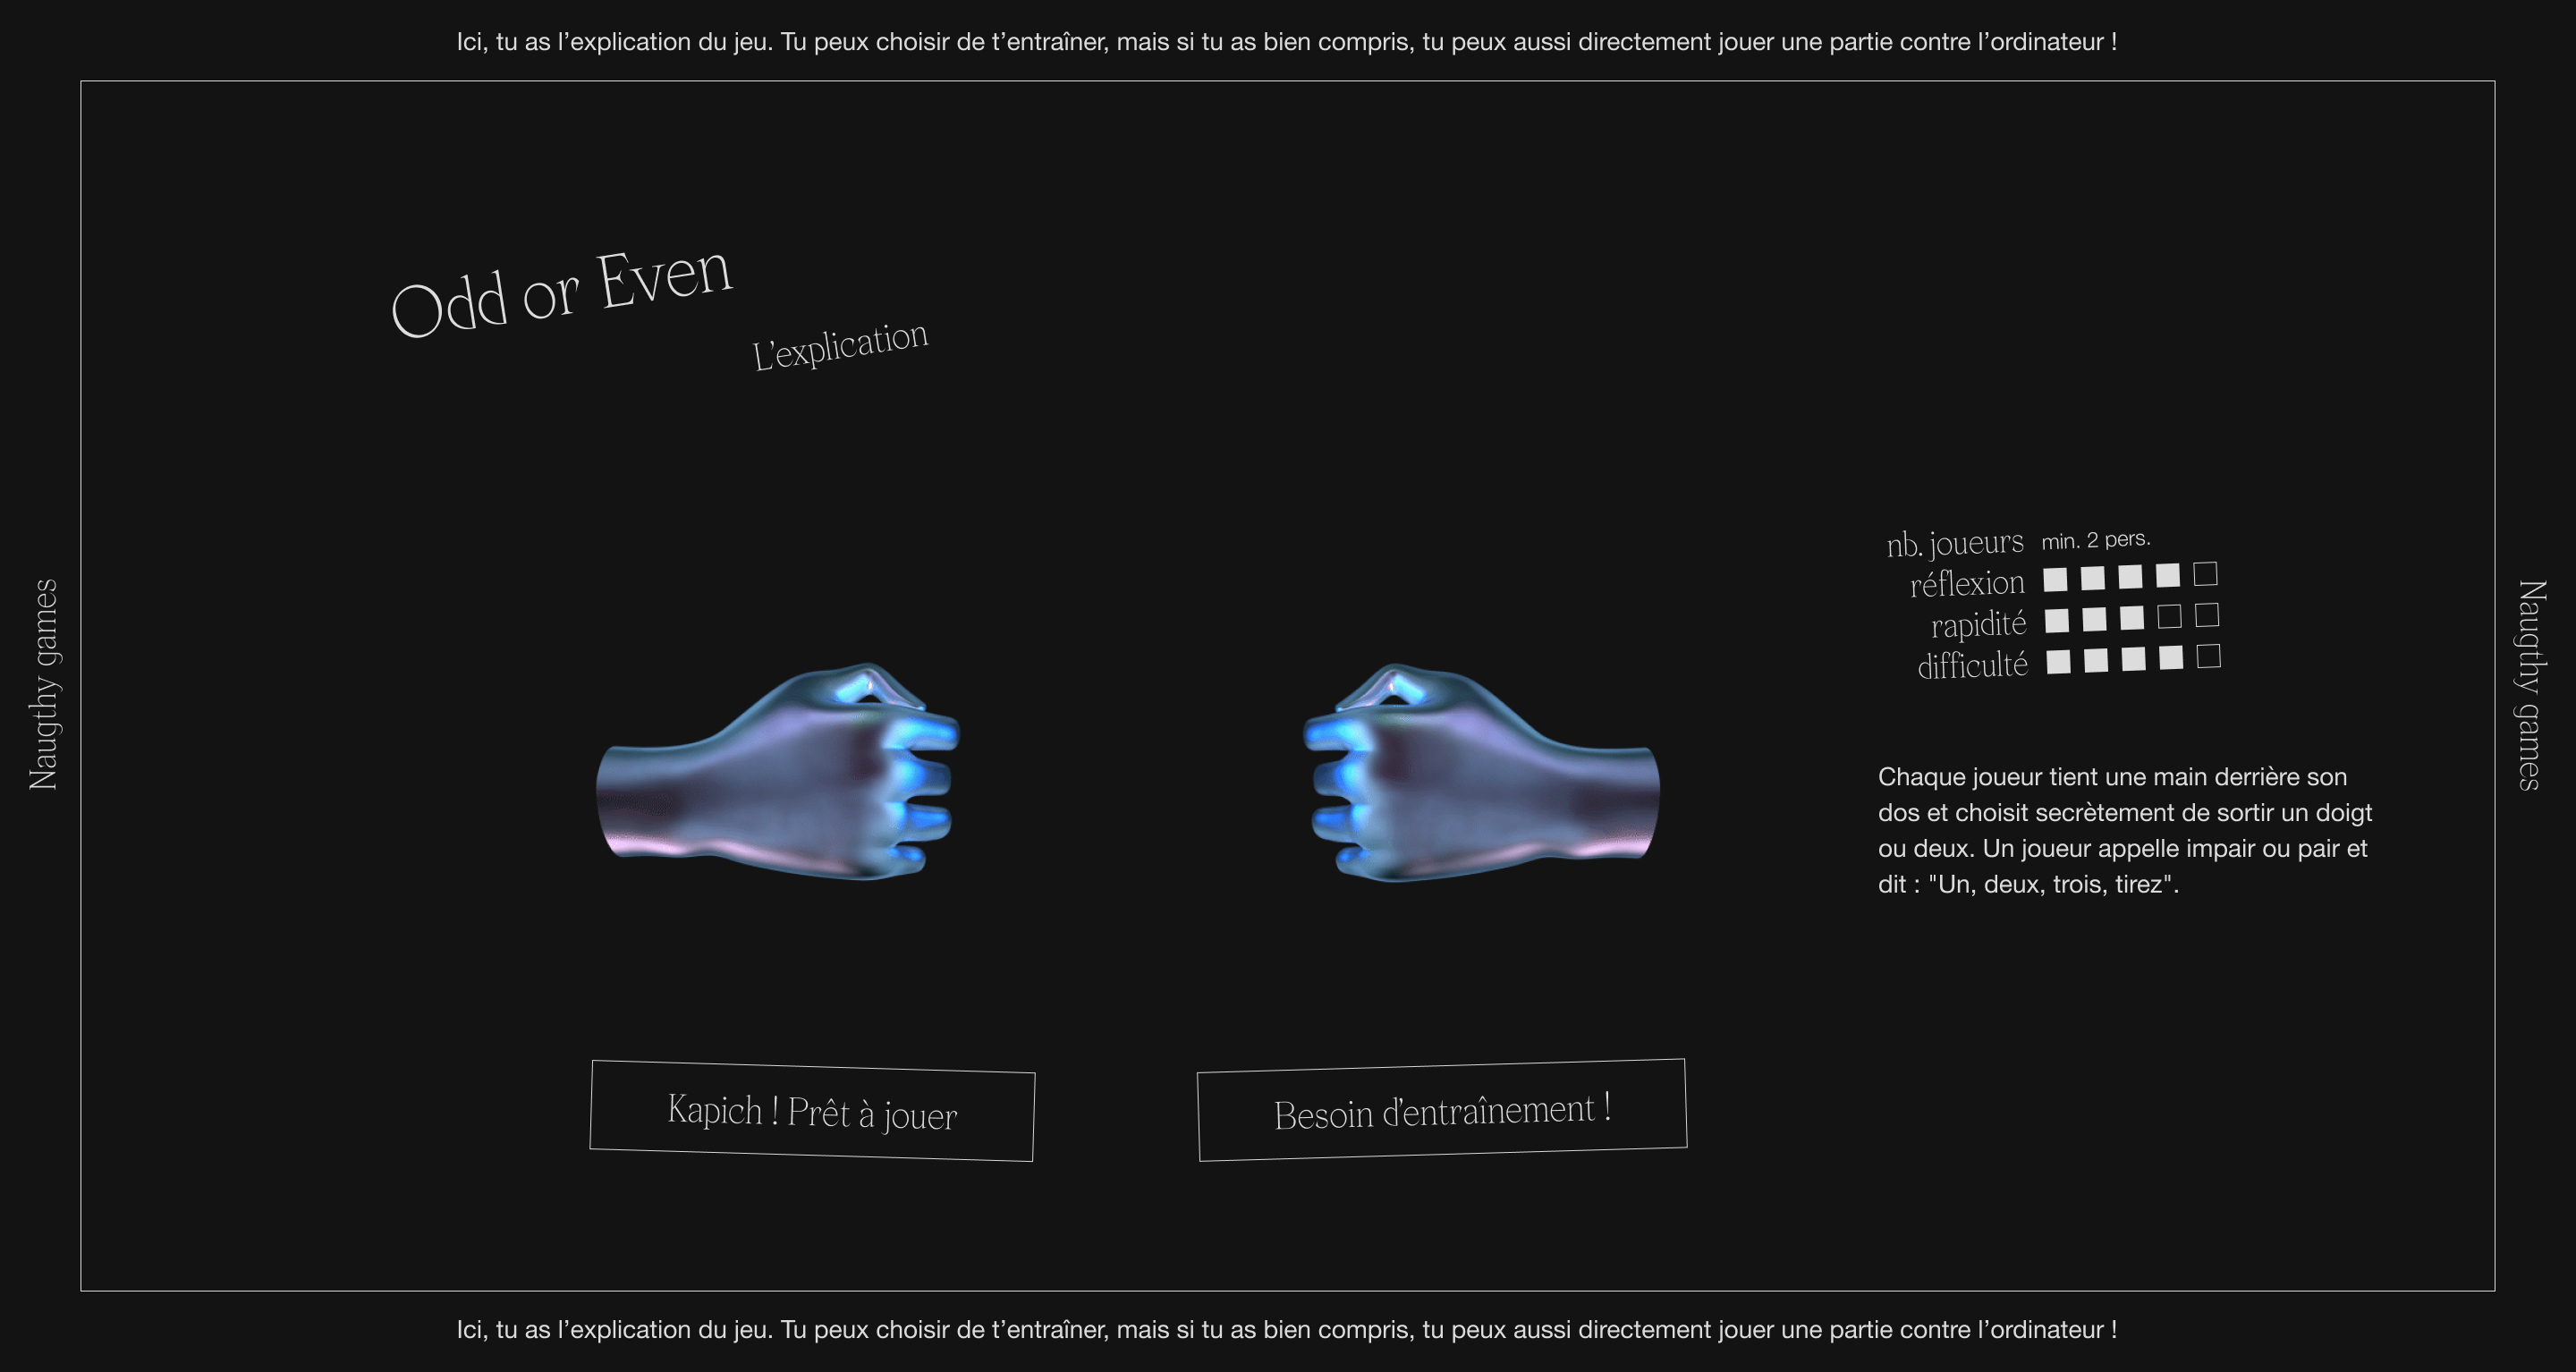 Ici, tu as l’explication du jeu. Tu peux choisir de t’entraîner, mais si tu as bien compris, tu peux aussi directement jouer une partie contre l’ordinateur !
Odd or Even
L’explication
Naugthy games
nb. joueurs min. 2 pers.
réflexion
rapidité
difficulté
Naugthy games
Chaque joueur tient une main derrière son
dos et choisit secrètement de sortir un doigt
ou deux. Un joueur appelle impair ou pair et
dit : "Un, deux, trois, tirez".
Kapich ! Prêt à jouer
Besoin d’entraînement !
Ici, tu as l’explication du jeu. Tu peux choisir de t’entraîner, mais si tu as bien compris, tu peux aussi directement jouer une partie contre l’ordinateur !